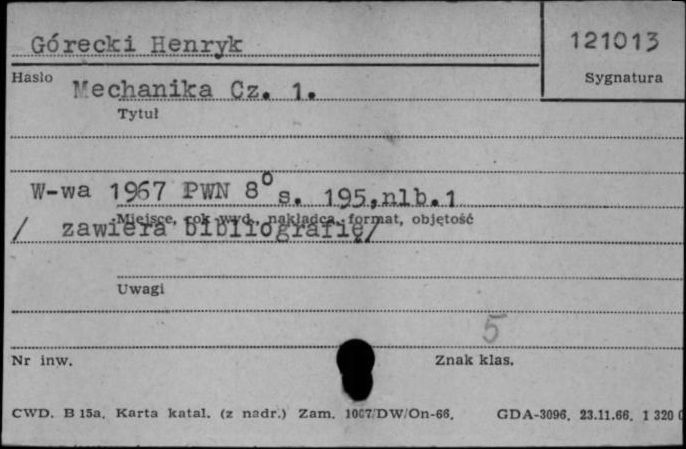 Górecki Henryk
121013
Sygnatura
Hasło
Mechanika Cz. 1.
Tytuł
W-wa 1967 PWN 8° s. 195,nlb.1
Miejsce, rok wyd., nakładca, format, objętość
/ zawiera bibliografię/
Uwagi
5
Nr inw.
Znak klas.
CWD. B 15a. Karta katal. (z nadr.) Zam. 1007/DW/On-66. GDA-3096. 23.11.66. 1 320